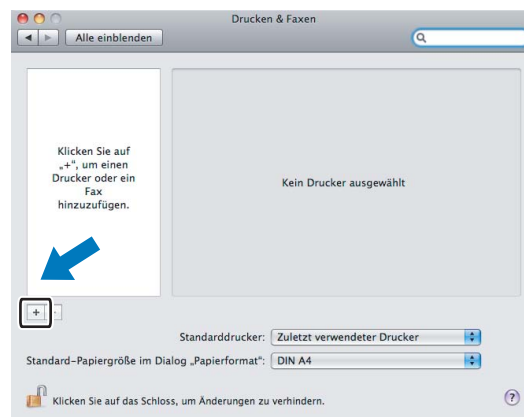 Drucken & Faxen
Alle einblenden
Klicken Sie auf
„+“, um einen
Drucker oder ein
Fax
hinzuzufügen.
Kein Drucker ausgewählt
+ -
Standarddrucker: Zuletzt verwendeter Drucker
Standard-Papiergröße im Dialog „Papierformat“: DIN A4
Klicken Sie auf das Schloss, um Änderungen zu verhindern.
?